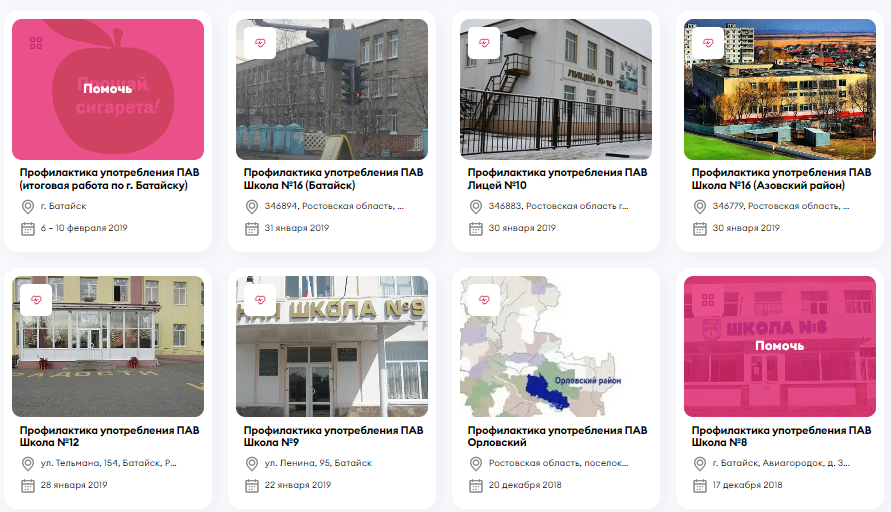 Прощай,
Помочь
сигарета!
Профилактика употребления ПАВ
(итоговая работа по г. Батайску)
г. Батайск
6 – 10 февраля 2019
Профилактика употребления ПАВ
Школа №16 (Батайск)
346894, Ростовская область, ...
31 января 2019
ЛИЦЕЙ № 10
Профилактика употребления ПАВ
Лицей №10
346883, Ростовская область г...
30 января 2019
Профилактика употребления ПАВ
Школа №16 (Азовский район)
346779, Ростовская область, ...
30 января 2019
Профилактика употребления ПАВ
Школа №12
ул. Тельмана, 154, Батайск, Р...
28 января 2019
НАЯ ШКОЛА №9
Профилактика употребления ПАВ
Школа №9
ул. Ленина, 95, Батайск
22 января 2019
Орловский район
Профилактика употребления ПАВ
Орловский
Ростовская область, поселок...
20 декабря 2018
ШКОЛА №8
Помочь
Профилактика употребления ПАВ
Школа №8
г. Батайск, Авиагородок, д. 3...
17 декабря 2018